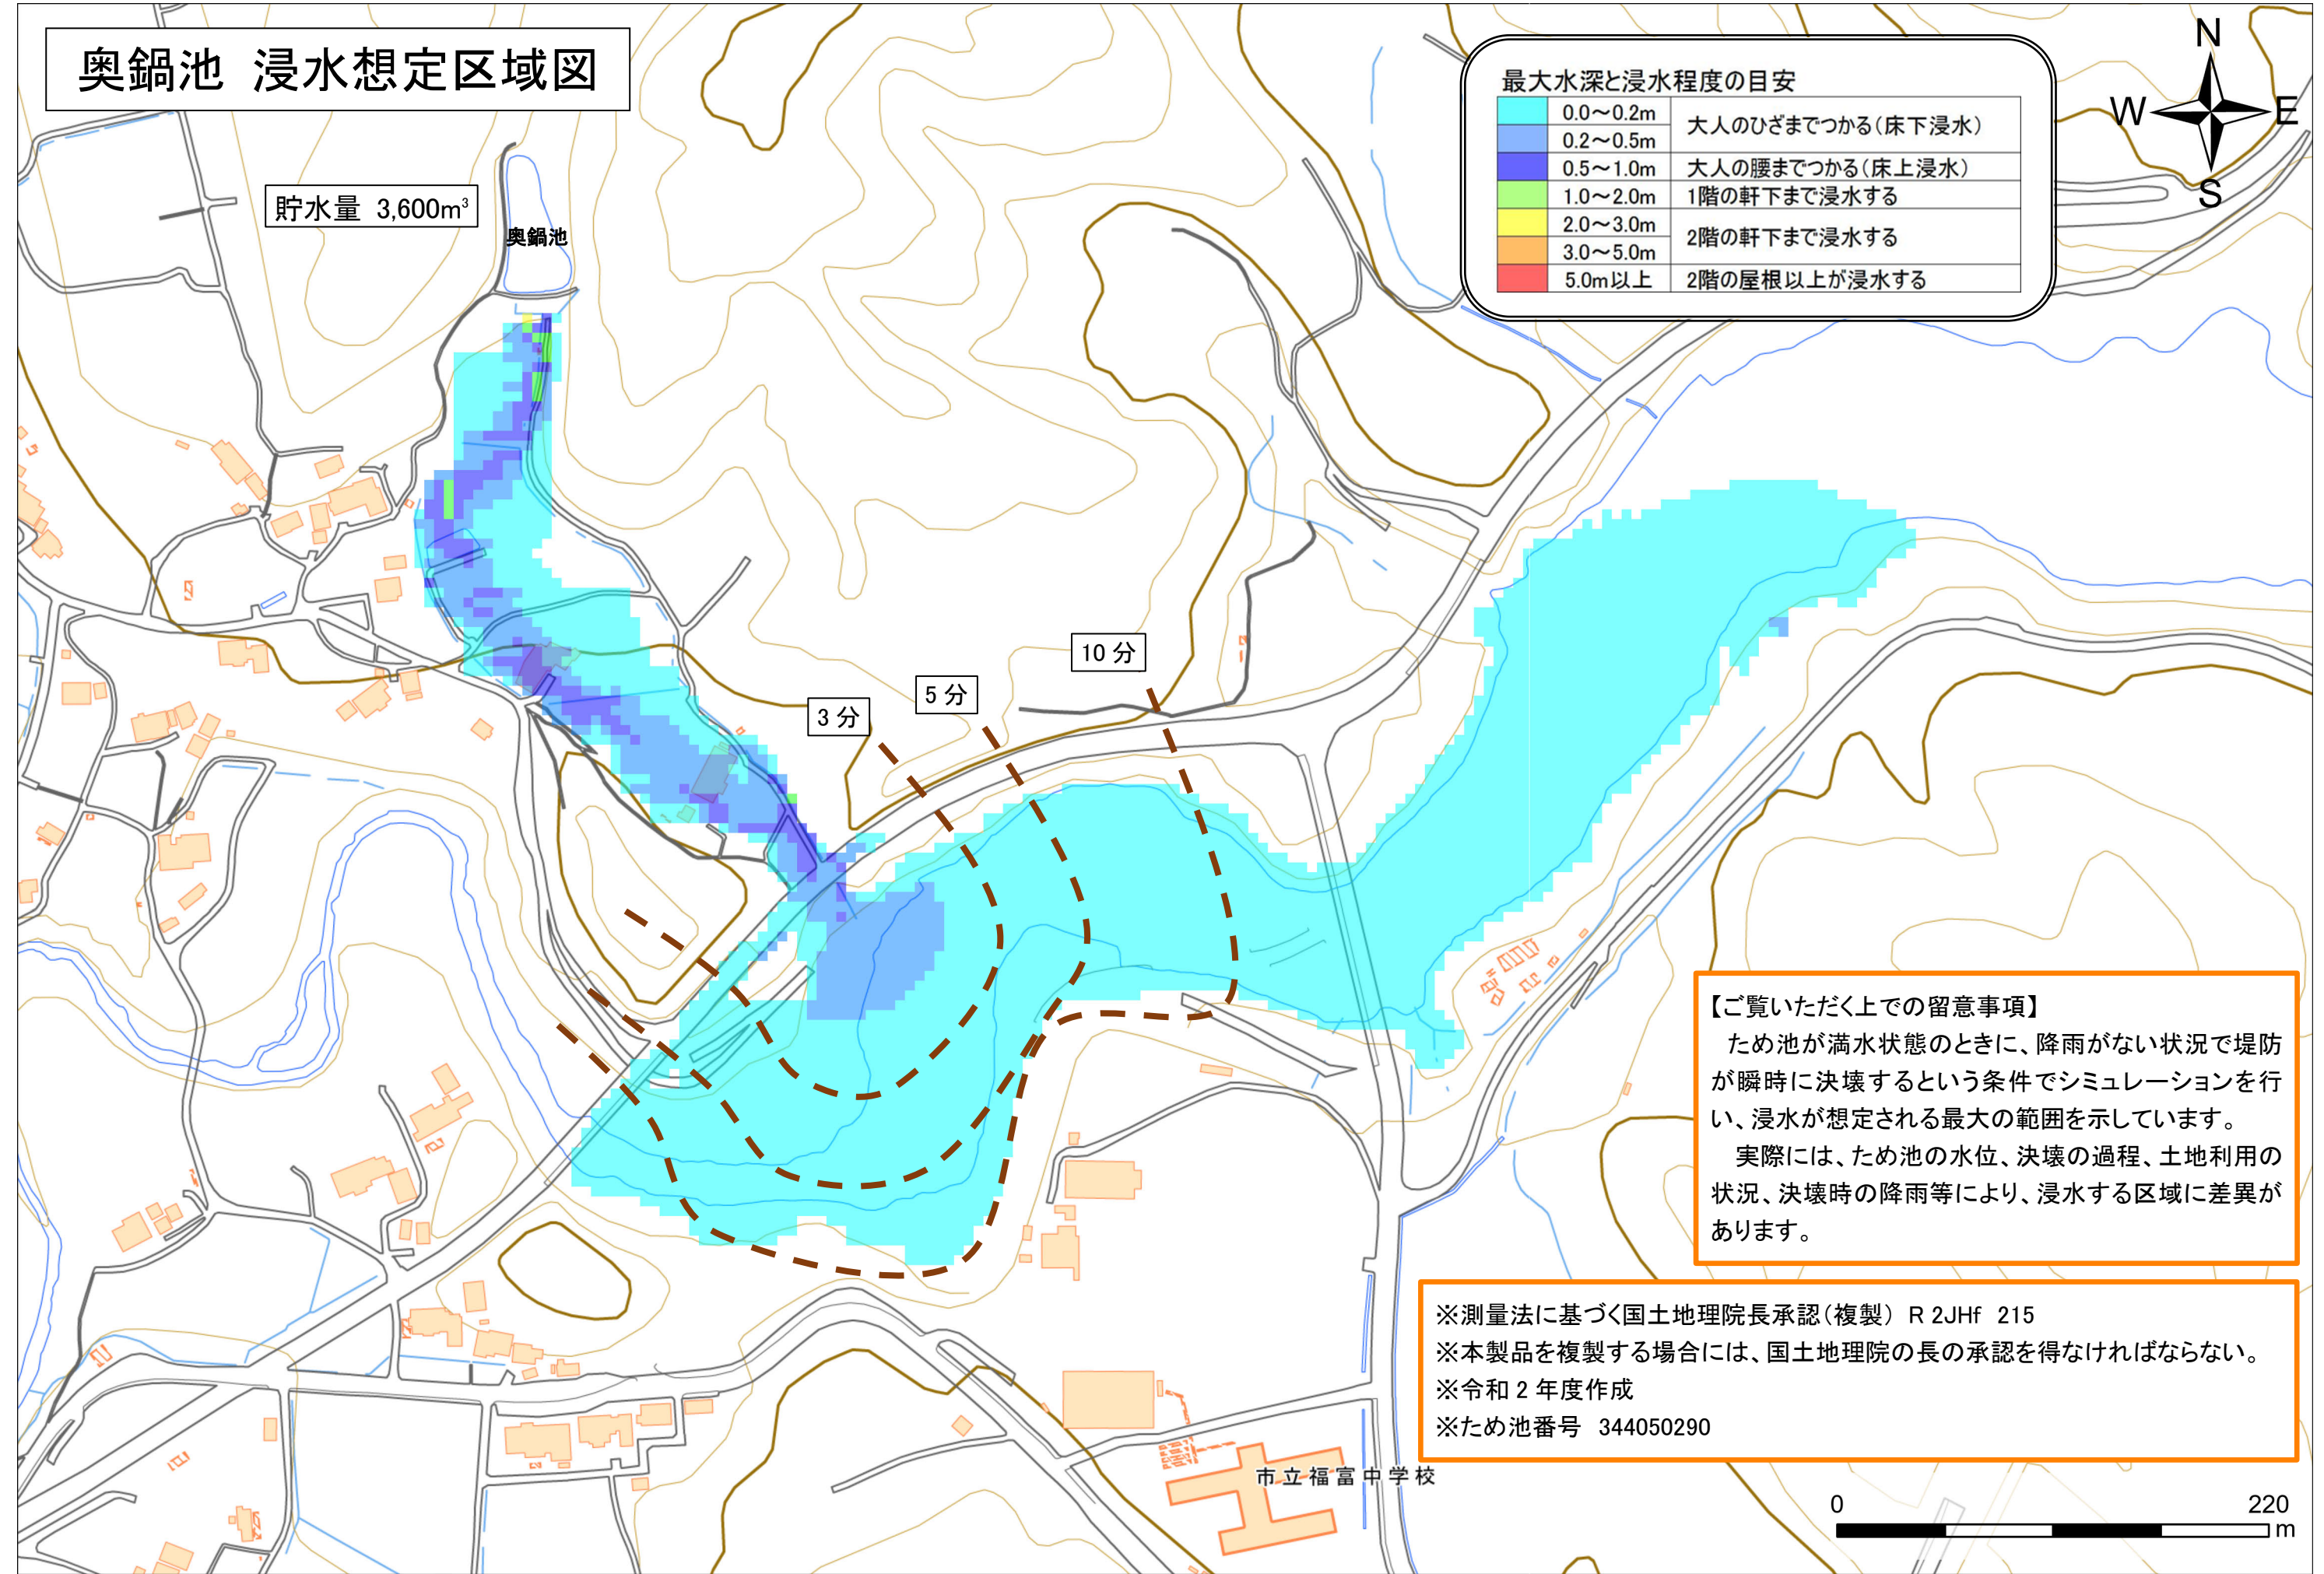 奥鍋池 浸水想定区域図
貯水量 3,600m³
奥鍋池
最大水深と浸水程度の目安
0.0～0.2m
0.2～0.5m
大人のひざまでつかる(床下浸水)
0.5～1.0m 大人の腰までつかる(床上浸水)
1.0～2.0m 1階の軒下まで浸水する
2.0～3.0m
3.0～5.0m
2階の軒下まで浸水する
5.0m以上 2階の屋根以上が浸水する
N
W E
S
10 分
5 分
3 分
【ご覧いただく上での留意事項】
ため池が満水状態のときに、降雨がない状況で堤防
が瞬時に決壊するという条件でシミュレーションを行
い、浸水が想定される最大の範囲を示しています。
実際には、ため池の水位、決壊の過程、土地利用の
状況、決壊時の降雨等により、浸水する区域に差異が
あります。
※測量法に基づく国土地理院長承認(複製) R 2JHf 215
※本製品を複製する場合には、国土地理院の長の承認を得なければならない。
※令和 2 年度作成
※ため池番号 344050290
市立福富中学校
0 220
m